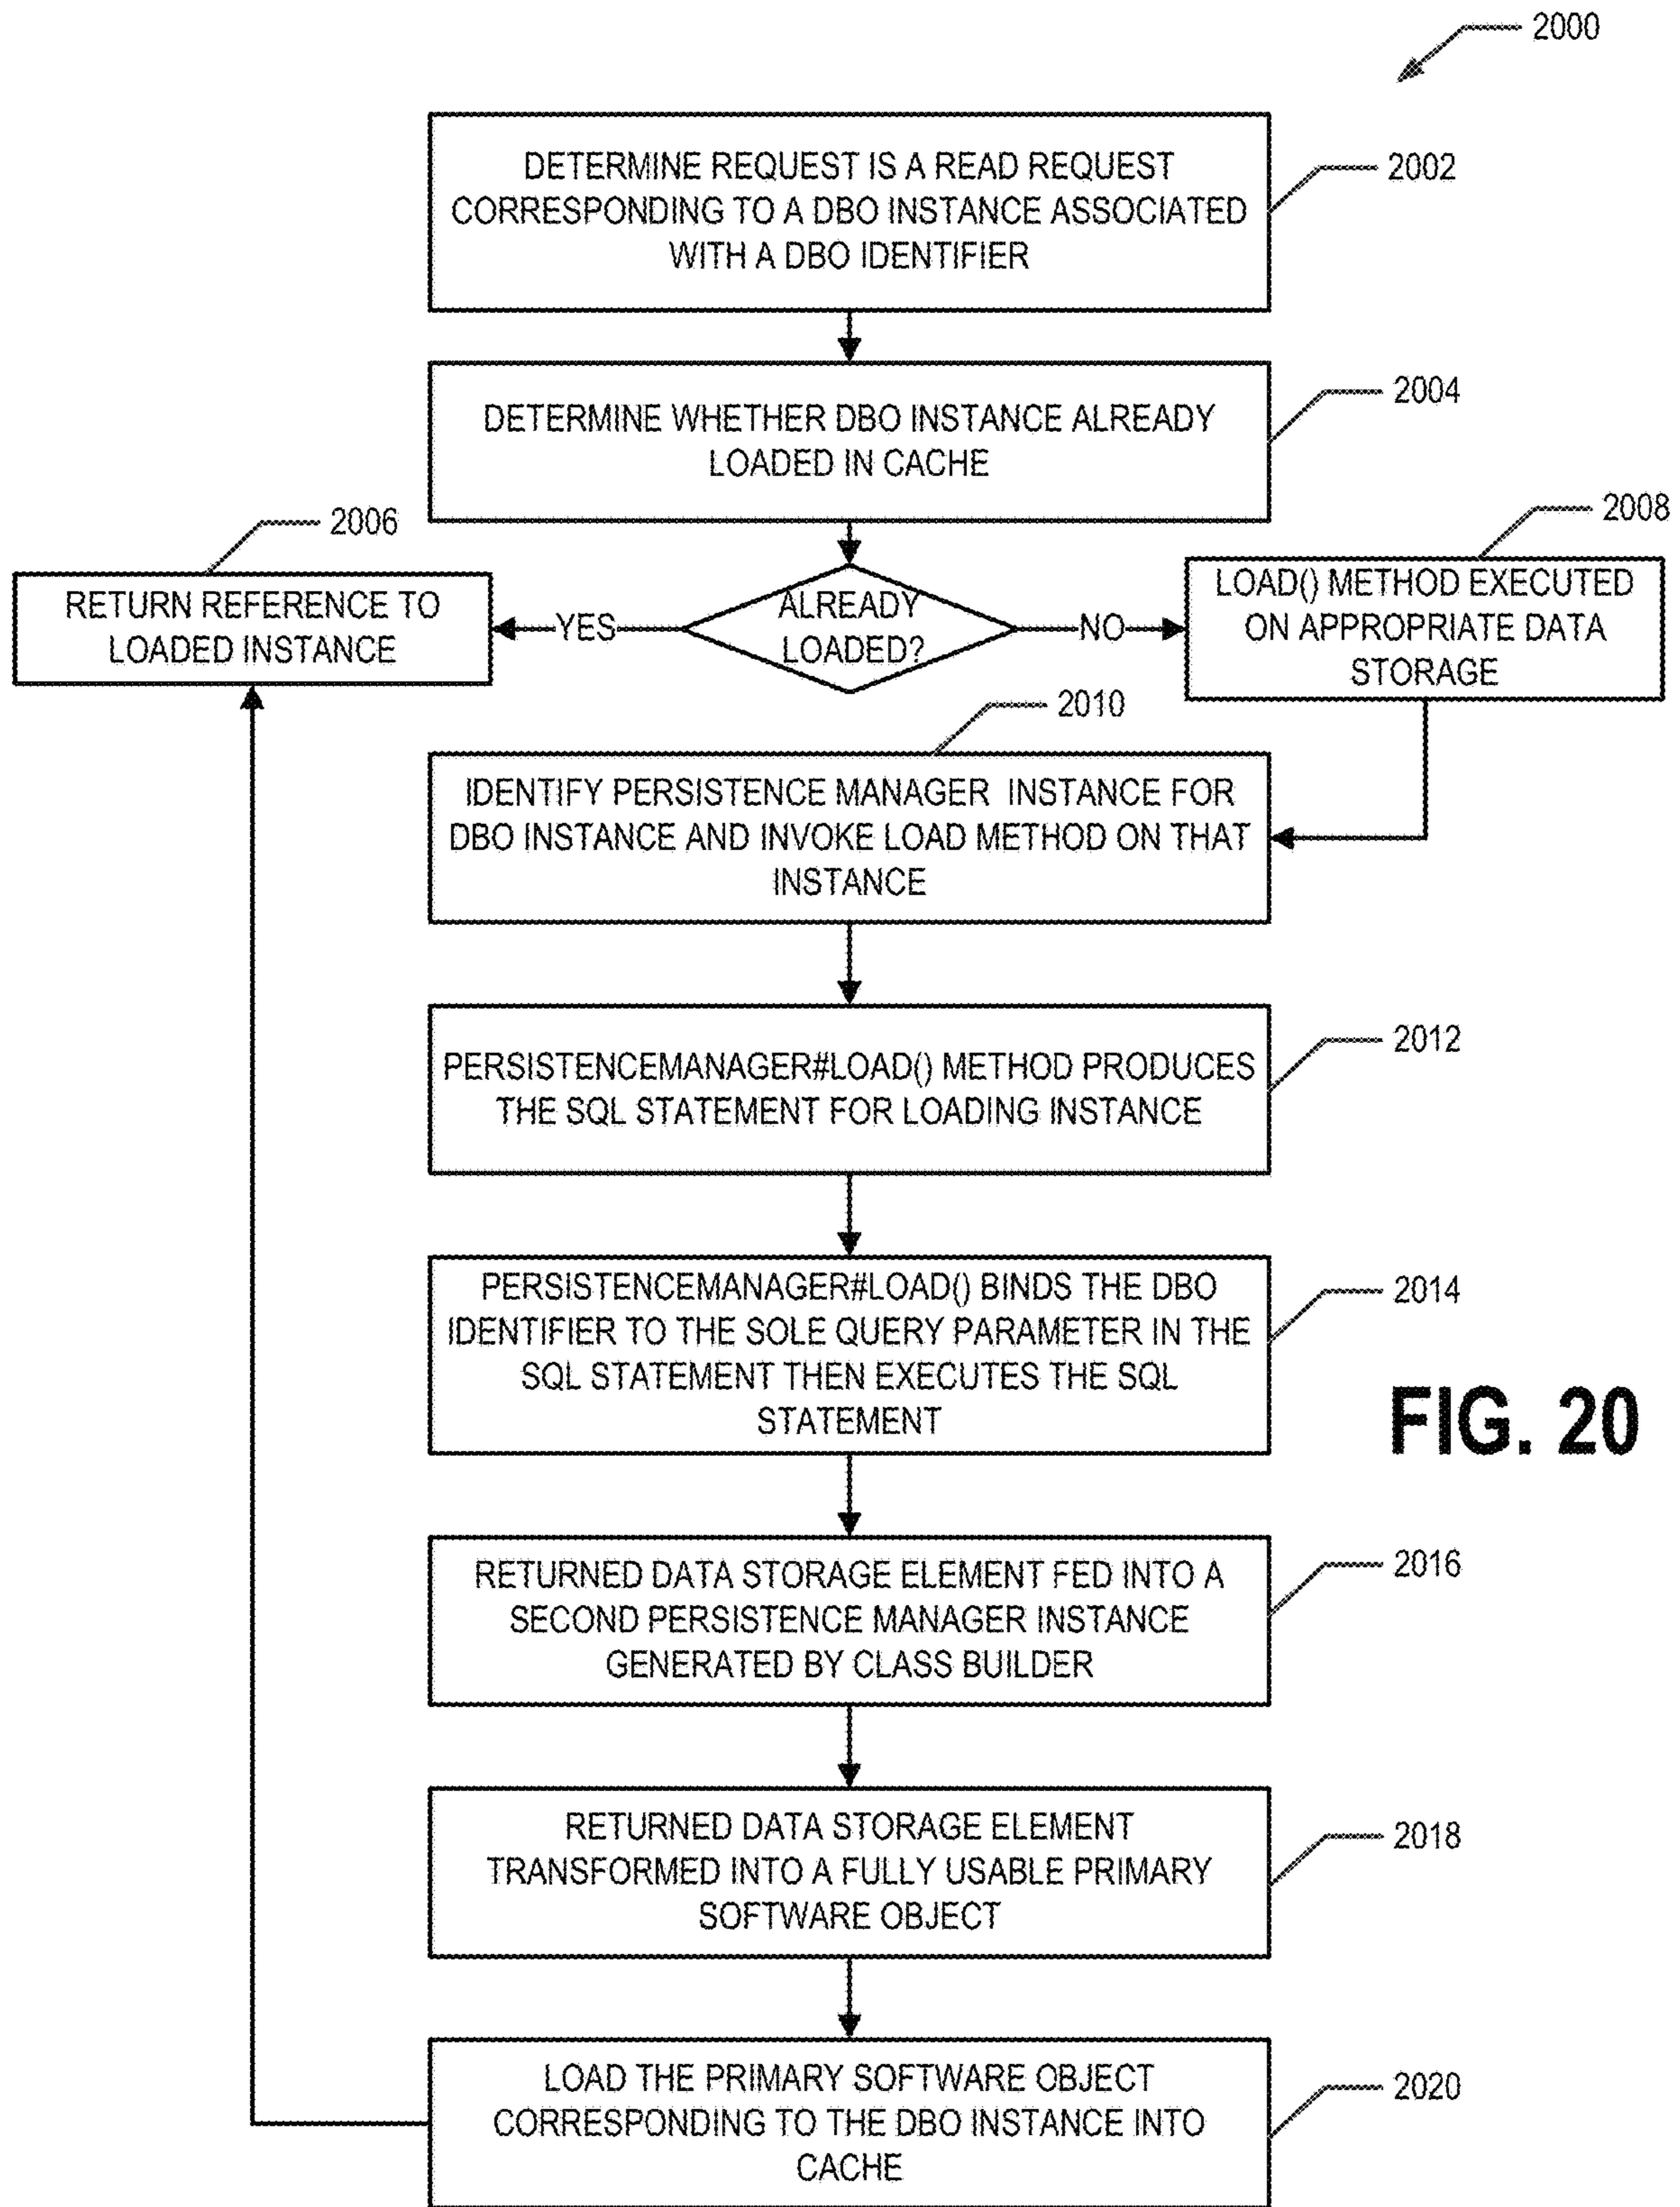 2000
DETERMINE REQUEST IS A READ REQUEST
CORRESPONDING TO A DBO INSTANCE ASSOCIATED
WITH A DBO IDENTIFIER
2002
DETERMINE WHETHER DBO INSTANCE ALREADY
LOADED IN CACHE
2004
2006
RETURN REFERENCE TO
LOADED INSTANCE
YES
ALREADY
LOADED?
NO
2008
LOAD() METHOD EXECUTED
ON APPROPRIATE DATA
STORAGE
2010
IDENTIFY PERSISTENCE MANAGER INSTANCE FOR
DBO INSTANCE AND INVOKE LOAD METHOD ON THAT
INSTANCE
PERSISTENCEMANAGER#LOAD() METHOD PRODUCES
THE SQL STATEMENT FOR LOADING INSTANCE
2012
PERSISTENCEMANAGER#LOAD() BINDS THE DBO
IDENTIFIER TO THE SOLE QUERY PARAMETER IN THE
SQL STATEMENT THEN EXECUTES THE SQL
STATEMENT
2014
FIG. 20
RETURNED DATA STORAGE ELEMENT FED INTO A
SECOND PERSISTENCE MANAGER INSTANCE
GENERATED BY CLASS BUILDER
2016
RETURNED DATA STORAGE ELEMENT
TRANSFORMED INTO A FULLY USABLE PRIMARY
SOFTWARE OBJECT
2018
LOAD THE PRIMARY SOFTWARE OBJECT
CORRESPONDING TO THE DBO INSTANCE INTO
CACHE
2020